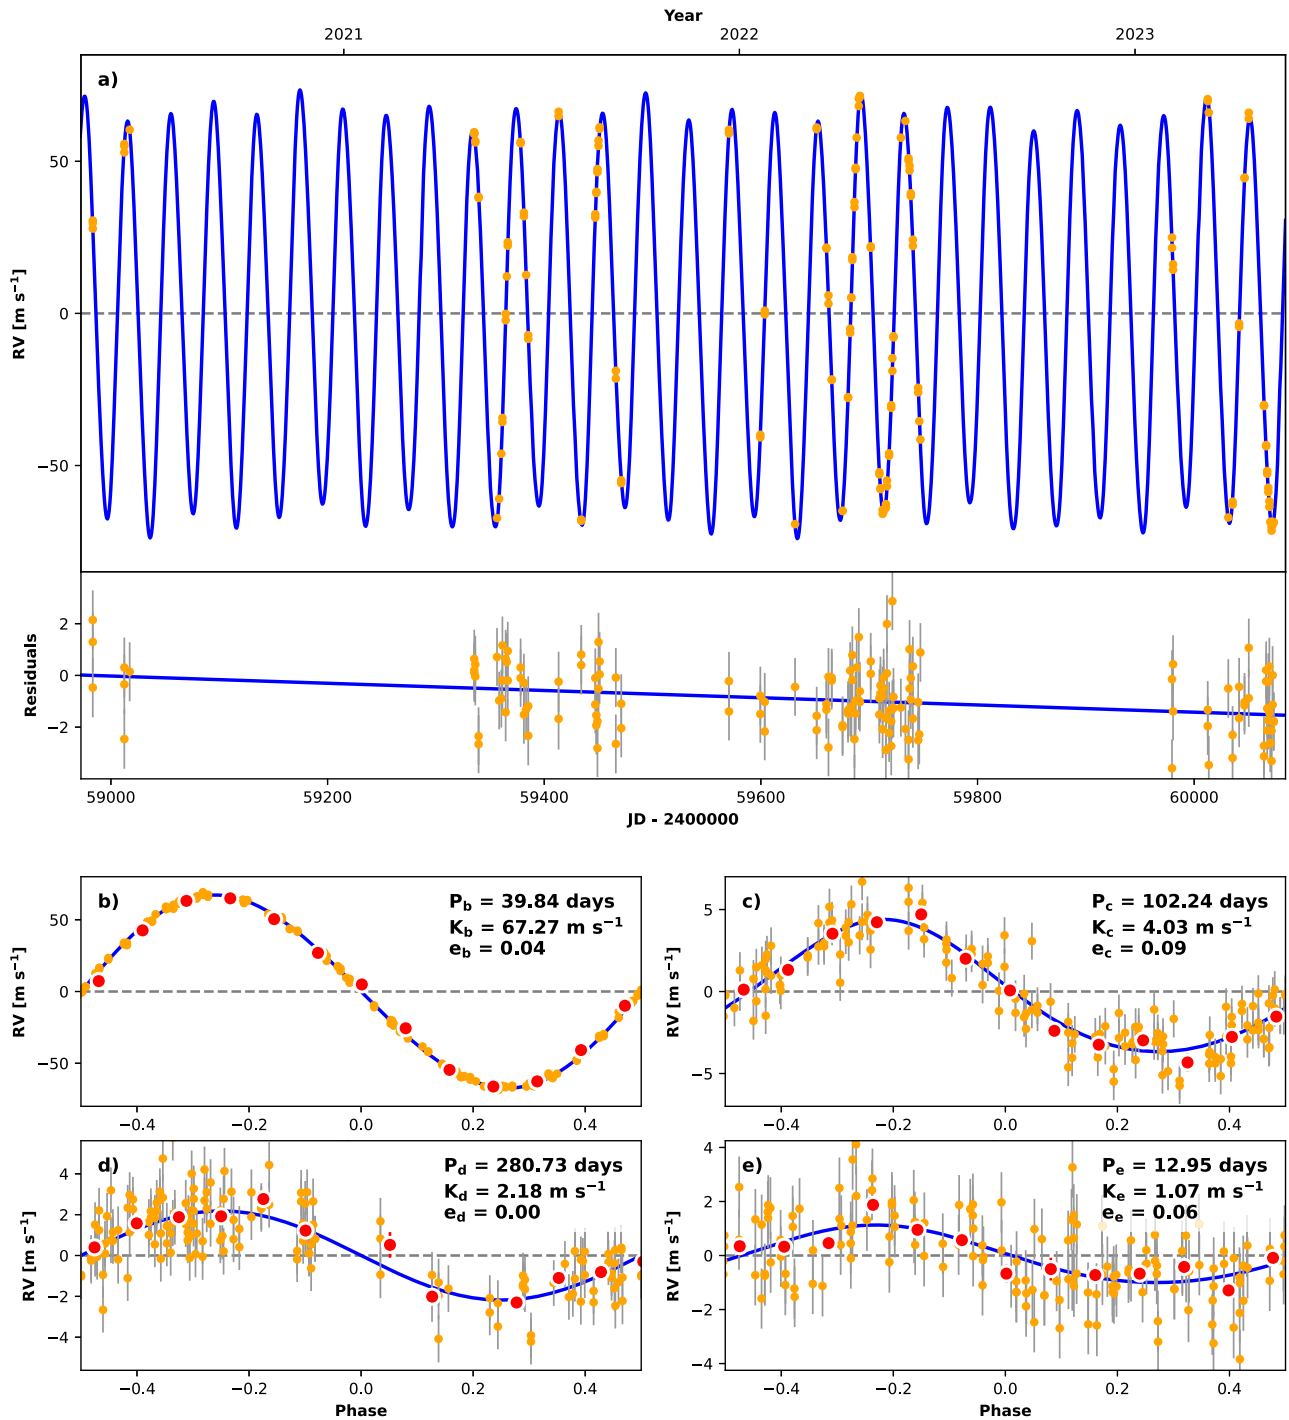 Year
2021 2022 2023
a)
50
0
−50
RV [m s⁻¹]
2
0
−2
Residuals
59000 59200 59400 59600 59800 60000
JD - 2400000
b)
P_b = 39.84 days
K_b = 67.27 m s⁻¹
e_b = 0.04
50
0
−50
RV [m s⁻¹]
−0.4 −0.2 0.0 0.2 0.4
c)
P_c = 102.24 days
K_c = 4.03 m s⁻¹
e_c = 0.09
5
0
−5
RV [m s⁻¹]
−0.4 −0.2 0.0 0.2 0.4
d)
P_d = 280.73 days
K_d = 2.18 m s⁻¹
e_d = 0.00
4
2
0
−2
−4
RV [m s⁻¹]
−0.4 −0.2 0.0 0.2 0.4
Phase
e)
P_e = 12.95 days
K_e = 1.07 m s⁻¹
e_e = 0.06
4
2
0
−2
−4
RV [m s⁻¹]
−0.4 −0.2 0.0 0.2 0.4
Phase